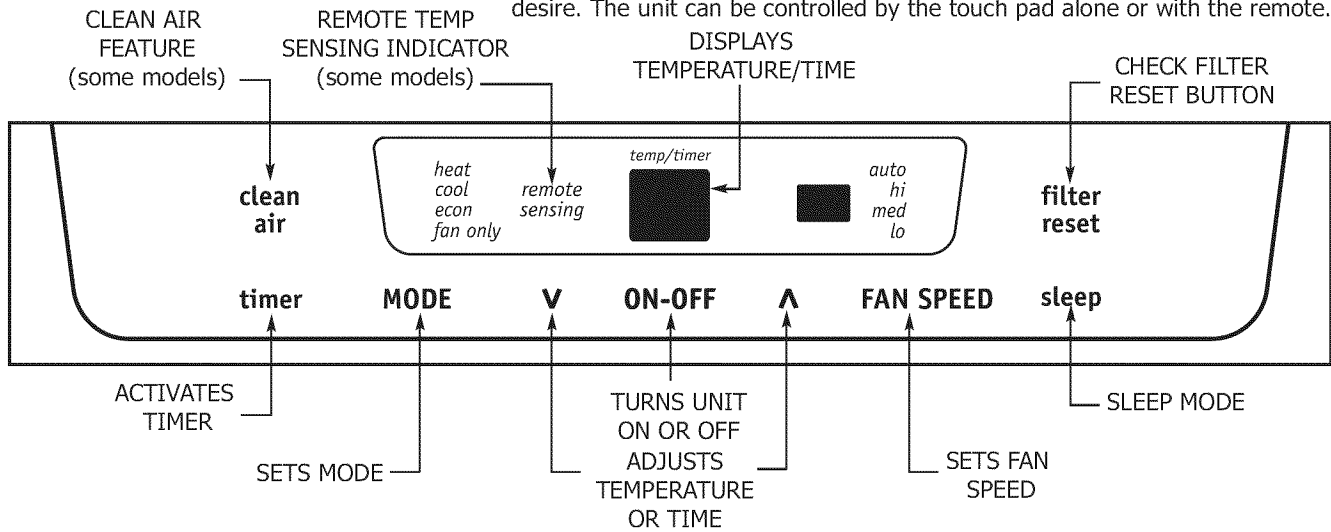 desire. The unit can be controlled by the touch pad alone or with the remote.
CLEAN AIR
FEATURE
(some models)
REMOTE TEMP
SENSING INDICATOR
(some models)
DISPLAYS
TEMPERATURE/TIME
CHECK FILTER
RESET BUTTON
clean
air
heat
cool
econ
fan only
remote
sensing
temp/timer
auto
hi
med
lo
filter
reset
timer MODE ∨ ON-OFF ∧ FAN SPEED sleep
ACTIVATES
TIMER
SETS MODE
TURNS UNIT
ON OR OFF
ADJUSTS
TEMPERATURE
OR TIME
SETS FAN
SPEED
SLEEP MODE